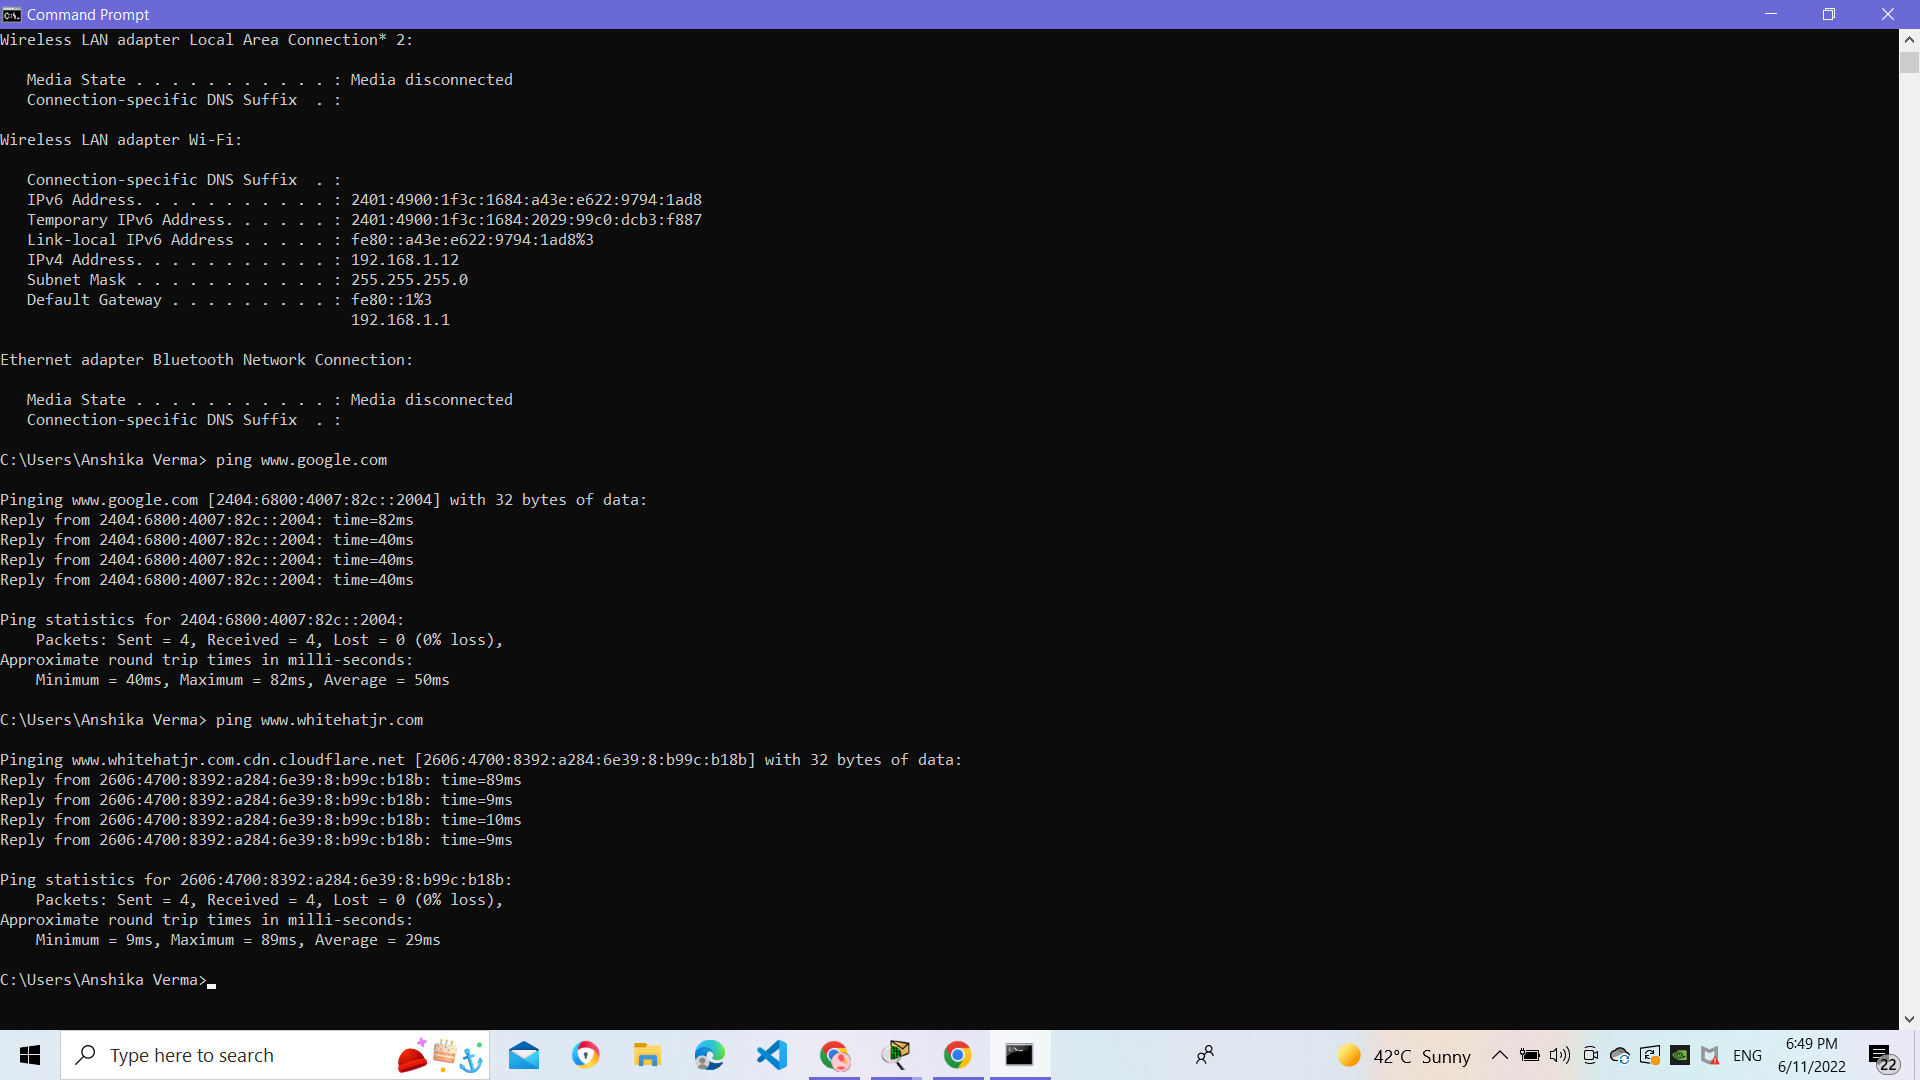 Command Prompt
Wireless LAN adapter Local Area Connection* 2:
Media State . . . . . . . . . . . : Media disconnected
Connection-specific DNS Suffix  . :
Wireless LAN adapter Wi-Fi:
Connection-specific DNS Suffix  . :
IPv6 Address. . . . . . . . . . . : 2401:4900:1f3c:1684:a43e:e622:9794:1ad8
Temporary IPv6 Address. . . . . . : 2401:4900:1f3c:1684:2029:99c0:dcb3:f887
Link-local IPv6 Address . . . . . : fe80::a43e:e622:9794:1ad8%3
IPv4 Address. . . . . . . . . . . : 192.168.1.12
Subnet Mask . . . . . . . . . . . : 255.255.255.0
Default Gateway . . . . . . . . . : fe80::1%3
192.168.1.1
Ethernet adapter Bluetooth Network Connection:
Media State . . . . . . . . . . . : Media disconnected
Connection-specific DNS Suffix  . :
C:\Users\Anshika Verma> ping www.google.com
Pinging www.google.com [2404:6800:4007:82c::2004] with 32 bytes of data:
Reply from 2404:6800:4007:82c::2004: time=82ms
Reply from 2404:6800:4007:82c::2004: time=40ms
Reply from 2404:6800:4007:82c::2004: time=40ms
Reply from 2404:6800:4007:82c::2004: time=40ms
Ping statistics for 2404:6800:4007:82c::2004:
Packets: Sent = 4, Received = 4, Lost = 0 (0% loss),
Approximate round trip times in milli-seconds:
Minimum = 40ms, Maximum = 82ms, Average = 50ms
C:\Users\Anshika Verma> ping www.whitehatjr.com
Pinging www.whitehatjr.com.cdn.cloudflare.net [2606:4700:8392:a284:6e39:8:b99c:b18b] with 32 bytes of data:
Reply from 2606:4700:8392:a284:6e39:8:b99c:b18b: time=89ms
Reply from 2606:4700:8392:a284:6e39:8:b99c:b18b: time=9ms
Reply from 2606:4700:8392:a284:6e39:8:b99c:b18b: time=10ms
Reply from 2606:4700:8392:a284:6e39:8:b99c:b18b: time=9ms
Ping statistics for 2606:4700:8392:a284:6e39:8:b99c:b18b:
Packets: Sent = 4, Received = 4, Lost = 0 (0% loss),
Approximate round trip times in milli-seconds:
Minimum = 9ms, Maximum = 89ms, Average = 29ms
C:\Users\Anshika Verma>
Type here to search
42°C Sunny
ENG
6:49 PM
6/11/2022
22